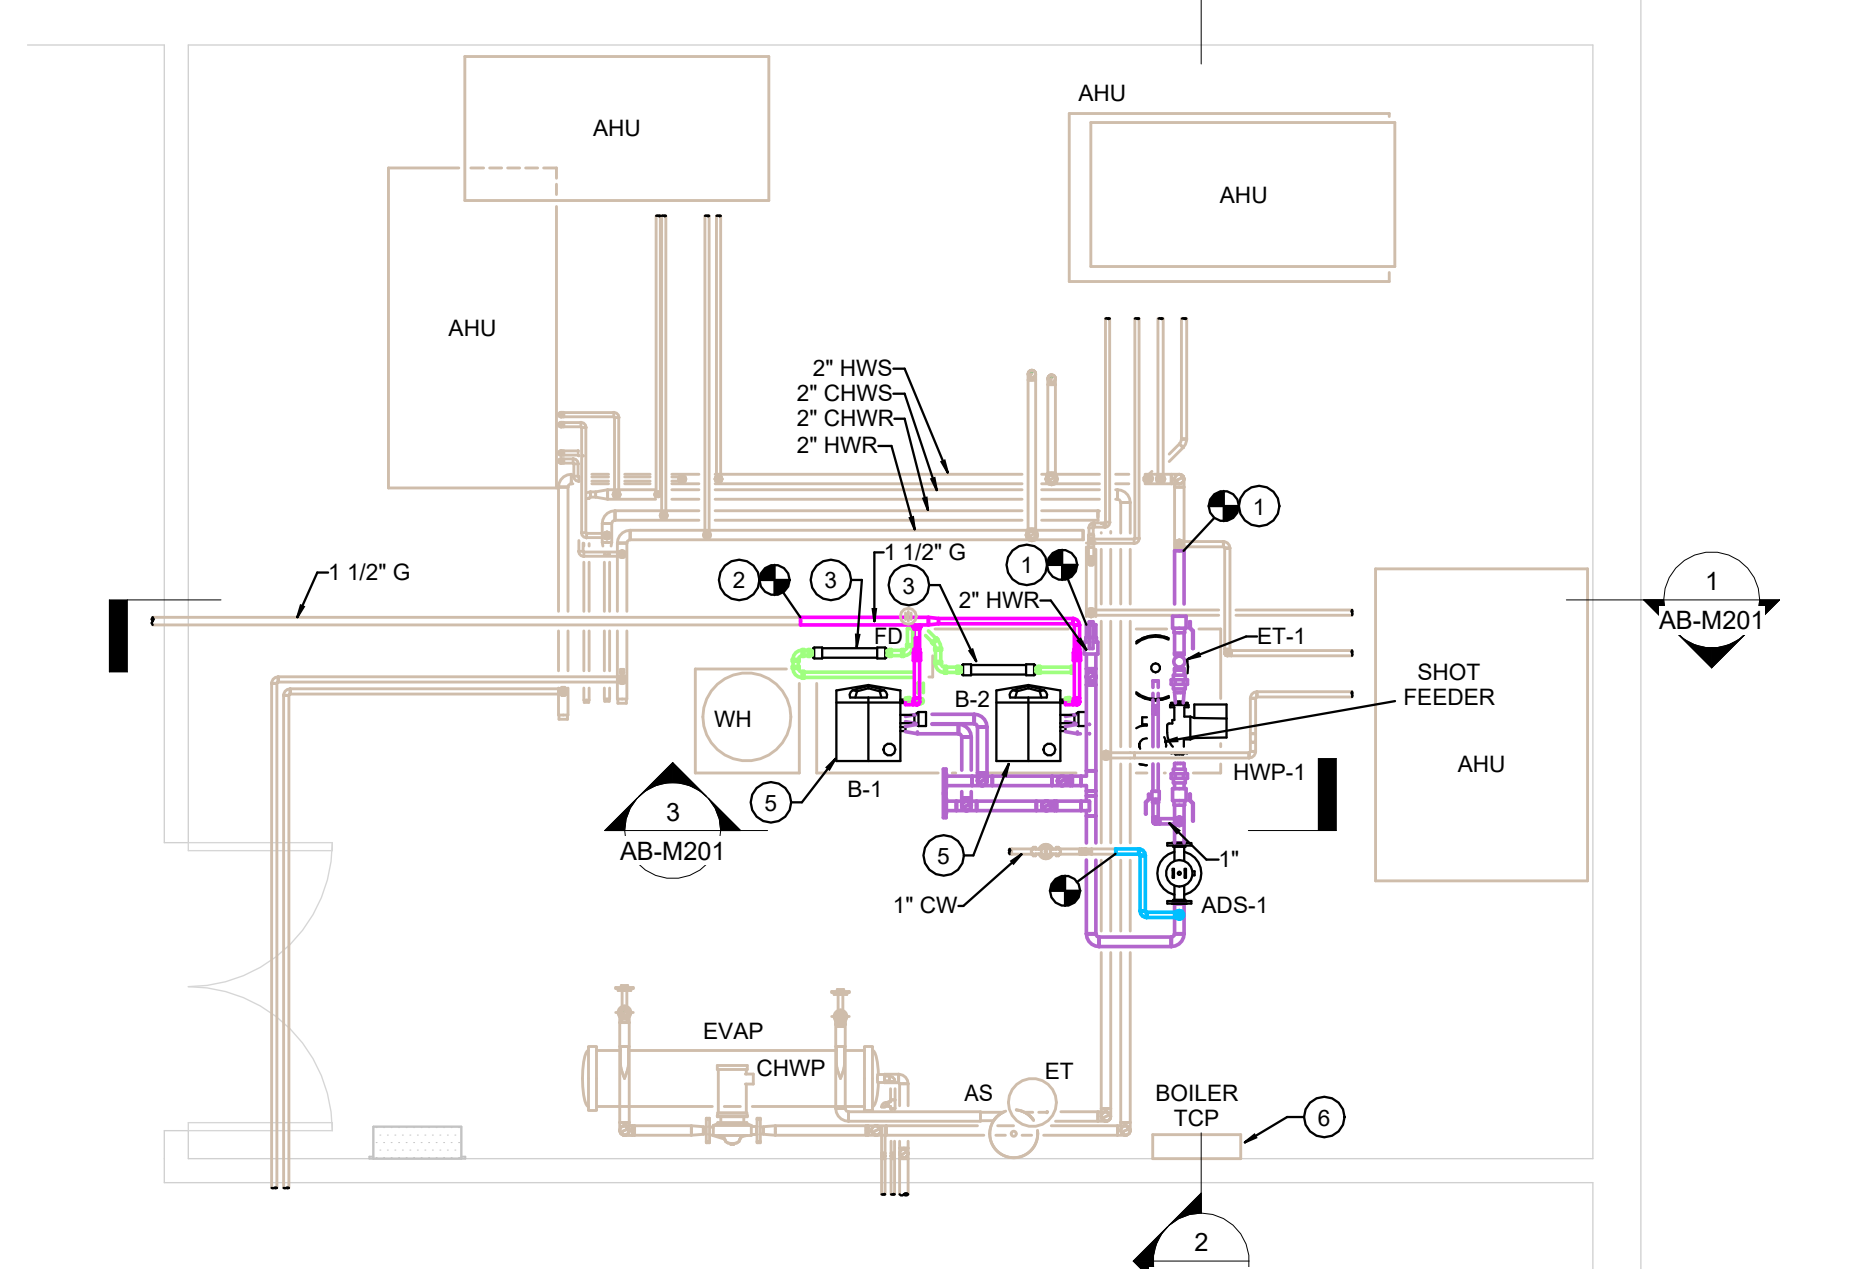 AHU
AHU
AHU
AHU
2" HWS
2" CHWS
2" CHWR
2" HWR
1
1 1/2" G
1 1/2" G
1
2
3
3
2" HWR
FD
ET-1
1
AB-M201
SHOT
FEEDER
B-2
WH
HWP-1
AHU
B-1
5
3
AB-M201
5
1"
1" CW
ADS-1
EVAP
CHWP
AS
ET
BOILER
TCP
6
2